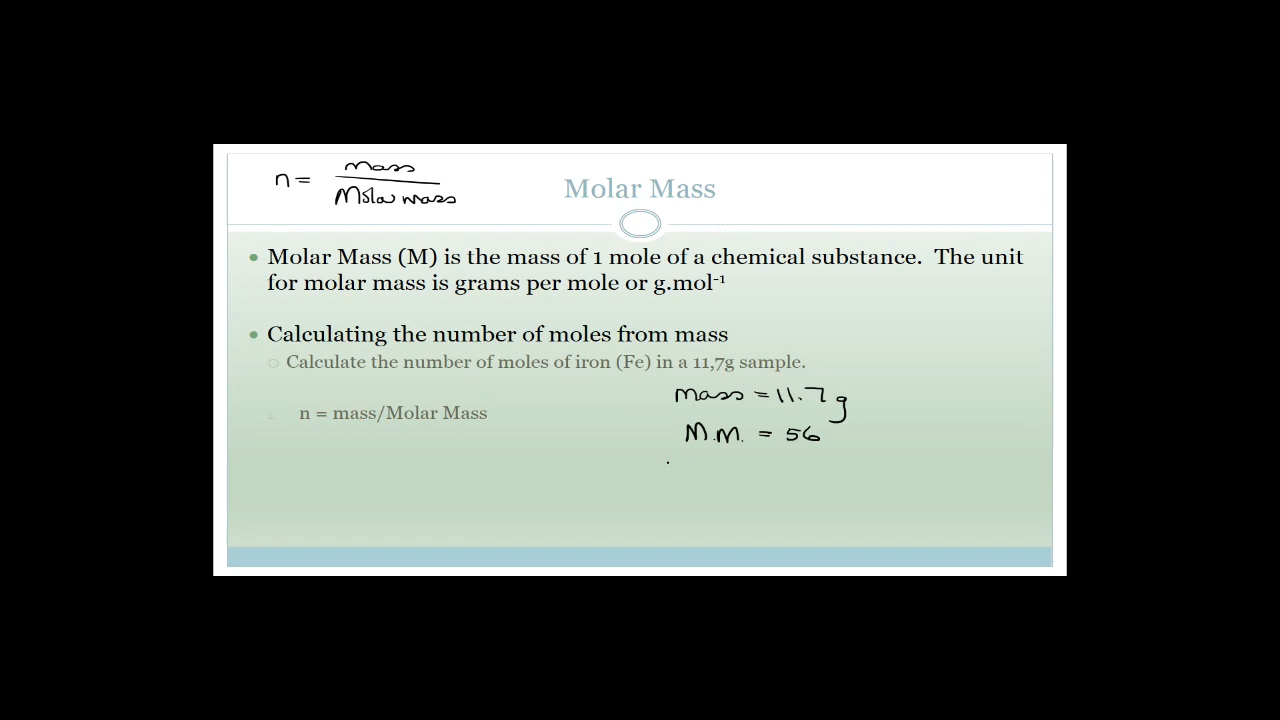 n = mass / Molar mass
Molar Mass
• Molar Mass (M) is the mass of 1 mole of a chemical substance. The unit
for molar mass is grams per mole or g.mol⁻¹
• Calculating the number of moles from mass
○ Calculate the number of moles of iron (Fe) in a 11,7g sample.
mass = 11.7 g
1. n = mass/Molar Mass
M.M. = 56